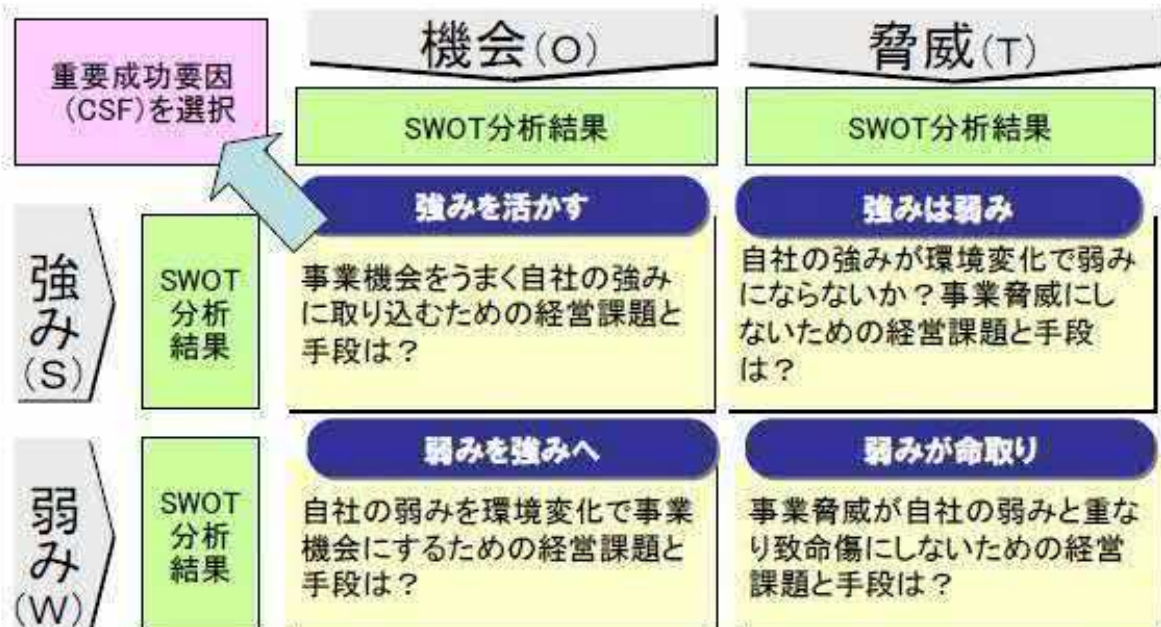 重要成功要因
(CSF)を選択
機会(O)
脅威(T)
SWOT分析結果
SWOT分析結果
強み
(S)
SWOT
分析
結果
強みを活かす
事業機会をうまく自社の強み
に取り込むための経営課題と
手段は？
強みは弱み
自社の強みが環境変化で弱み
にならないか？事業脅威にし
ないための経営課題と手段
は？
弱み
(W)
SWOT
分析
結果
弱みを強みへ
自社の弱みを環境変化で事業
機会にするための経営課題と
手段は？
弱みが命取り
事業脅威が自社の弱みと重な
り致命傷にしないための経営
課題と手段は？